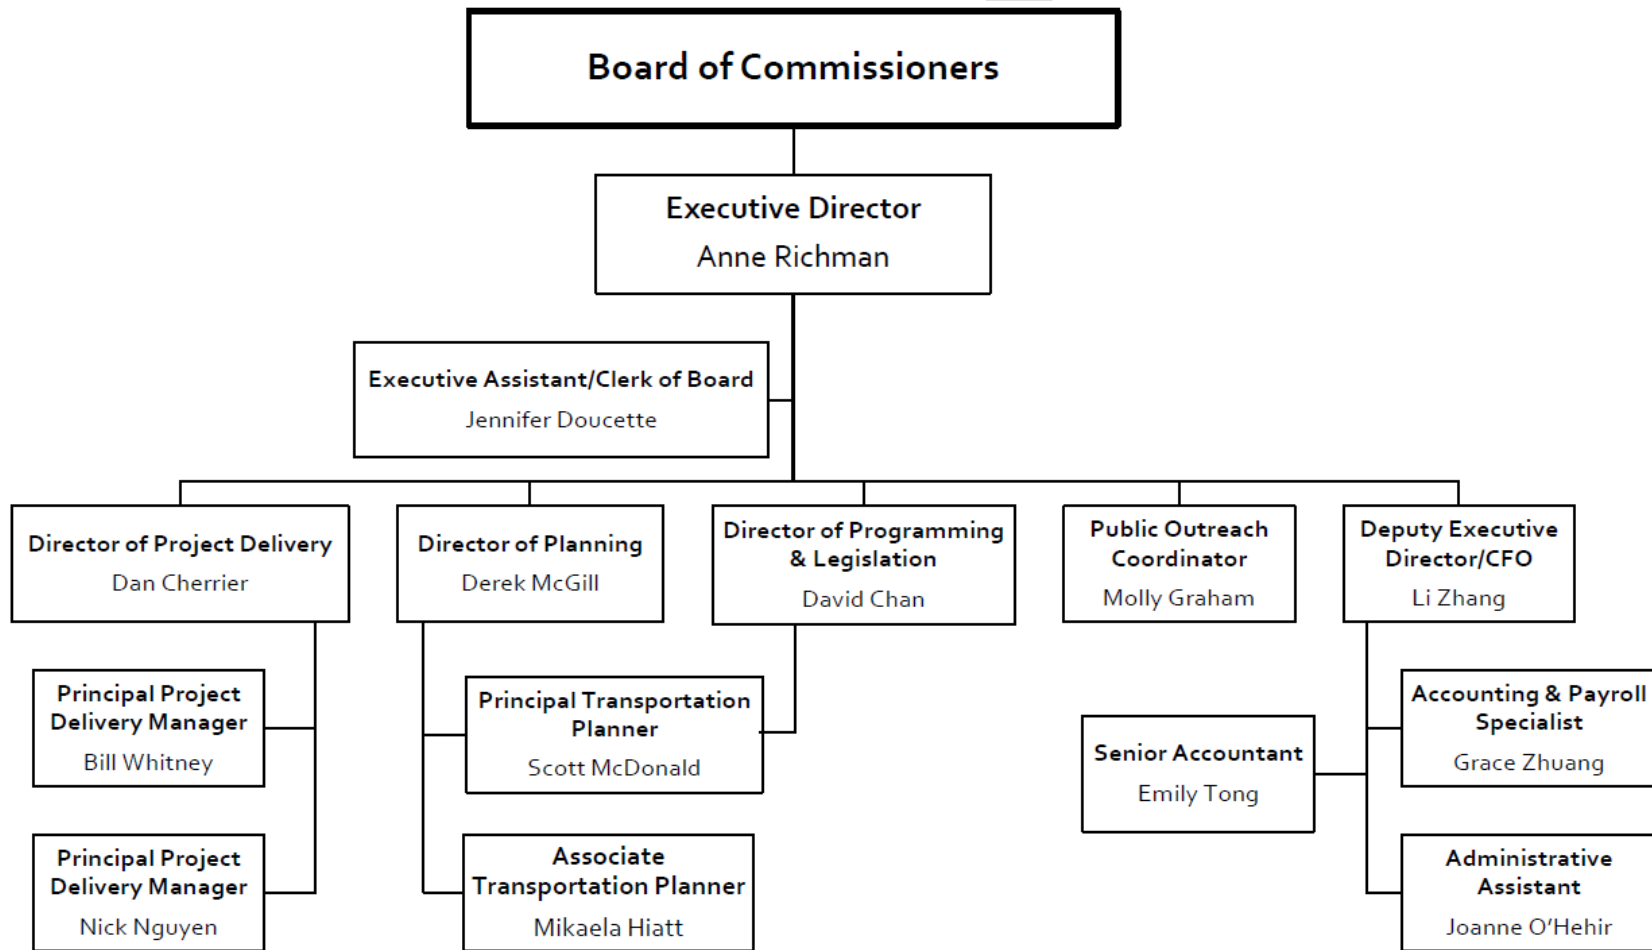 Board of Commissioners
Executive Director
Anne Richman
Executive Assistant/Clerk of Board
Jennifer Doucette
Director of Project Delivery
Dan Cherrier
Director of Planning
Derek McGill
Director of Programming
& Legislation
David Chan
Public Outreach
Coordinator
Molly Graham
Deputy Executive
Director/CFO
Li Zhang
Principal Project
Delivery Manager
Bill Whitney
Principal Transportation
Planner
Scott McDonald
Senior Accountant
Emily Tong
Accounting & Payroll
Specialist
Grace Zhuang
Principal Project
Delivery Manager
Nick Nguyen
Associate
Transportation Planner
Mikaela Hiatt
Administrative
Assistant
Joanne O’Hehir